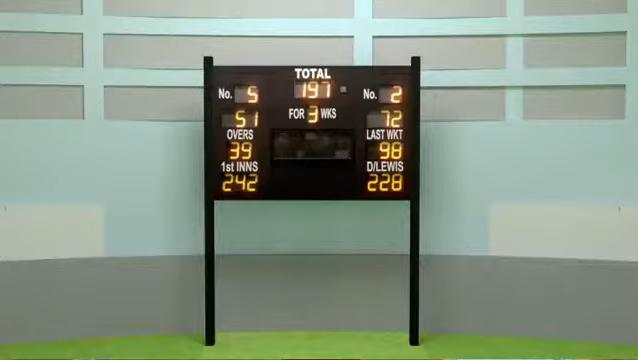 TOTAL
No. 5 197 No. 2
51 FOR 3 WKS 72
OVERS LAST WKT
39 98
1st INNS D/LEWIS
242 228